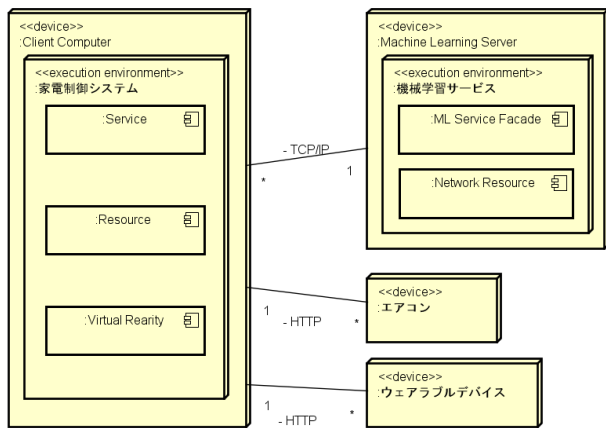 <<device>>
:Client Computer
<<execution environment>>
:家電制御システム
:Service
:Resource
:Virtual Rearity
<<device>>
:Machine Learning Server
<<execution environment>>
:機械学習サービス
:ML Service Facade
:Network Resource
- TCP/IP
*
1
<<device>>
:エアコン
1
- HTTP
*
<<device>>
:ウェアラブルデバイス
1
- HTTP
*